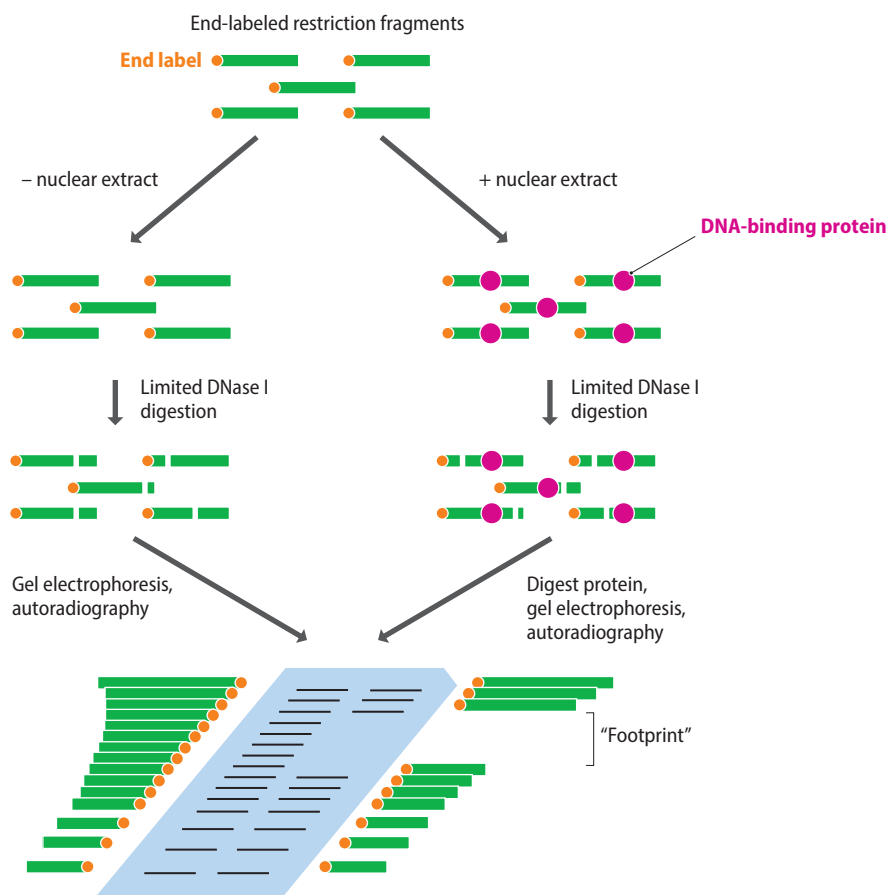 End-labeled restriction fragments
End label
– nuclear extract
+ nuclear extract
DNA-binding protein
Limited DNase I
digestion
Limited DNase I
digestion
Gel electrophoresis,
autoradiography
Digest protein,
gel electrophoresis,
autoradiography
“Footprint”